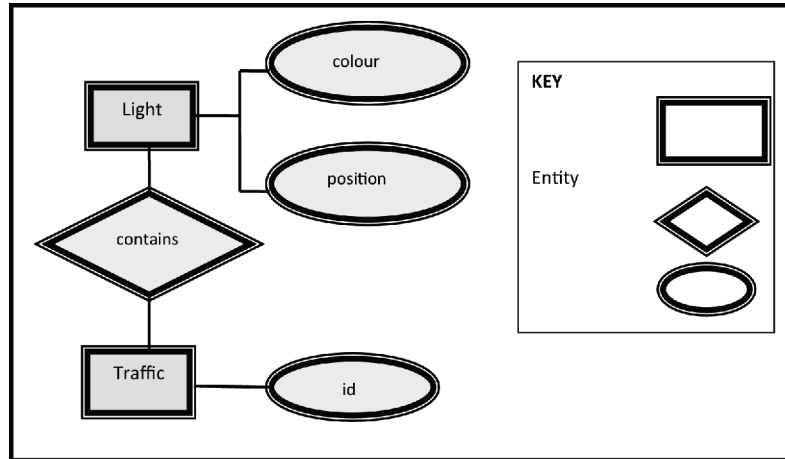 colour
Light
position
contains
Traffic
id
KEY
Entity